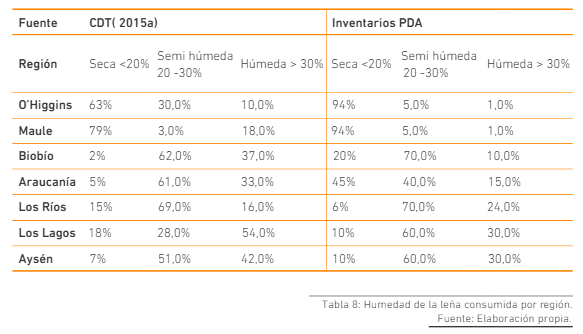 Fuente CDT( 2015a) Inventarios PDA
Región Seca <20% Semi húmeda 20 -30% Húmeda > 30% Seca <20% Semi húmeda 20 -30% Húmeda > 30%
O'Higgins 63% 30,0% 10,0% 94% 5,0% 1,0%
Maule 79% 3,0% 18,0% 94% 5,0% 1,0%
Biobío 2% 62,0% 37,0% 20% 70,0% 10,0%
Araucanía 5% 61,0% 33,0% 45% 40,0% 15,0%
Los Ríos 15% 69,0% 16,0% 6% 70,0% 24,0%
Los Lagos 18% 28,0% 54,0% 10% 60,0% 30,0%
Aysén 7% 51,0% 42,0% 10% 60,0% 30,0%
Tabla 8: Humedad de la leña consumida por región.
Fuente: Elaboración propia.